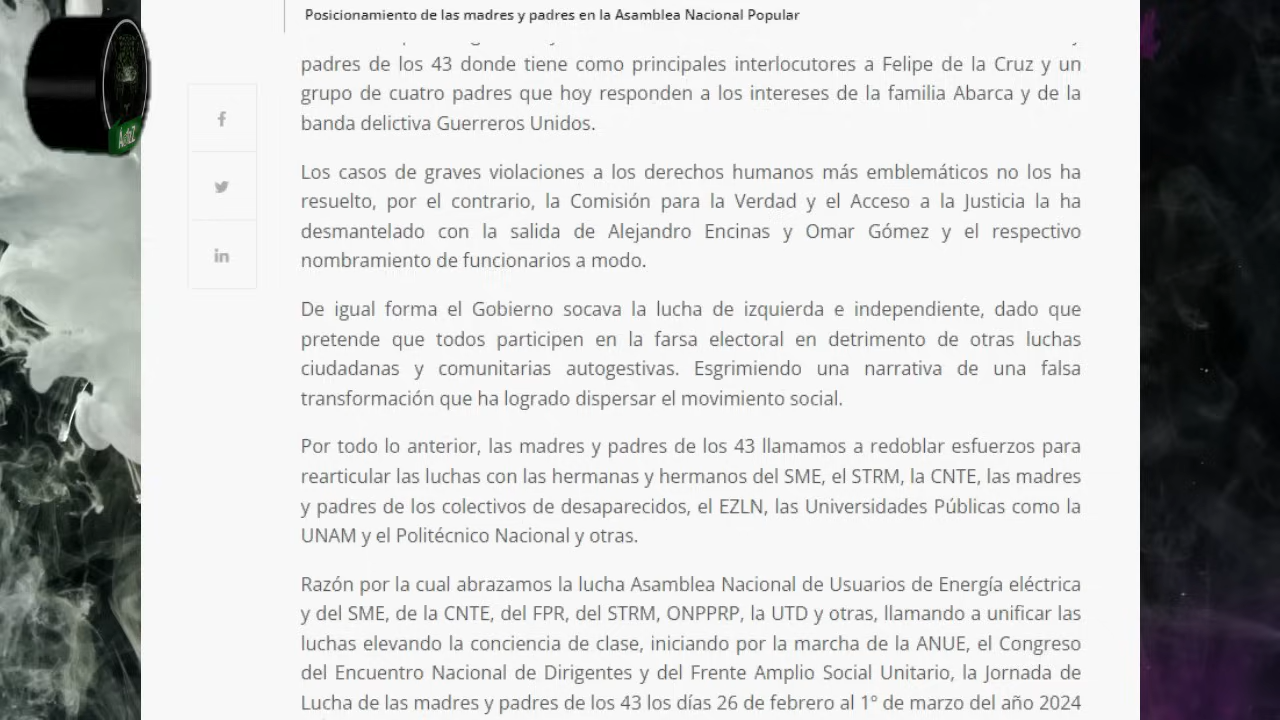 Posicionamiento de las madres y padres en la Asamblea Nacional Popular
padres de los 43 donde tiene como principales interlocutores a Felipe de la Cruz y un
grupo de cuatro padres que hoy responden a los intereses de la familia Abarca y de la
banda delictiva Guerreros Unidos.
Los casos de graves violaciones a los derechos humanos más emblemáticos no los ha
resuelto, por el contrario, la Comisión para la Verdad y el Acceso a la Justicia la ha
desmantelado con la salida de Alejandro Encinas y Omar Gómez y el respectivo
nombramiento de funcionarios a modo.
De igual forma el Gobierno socava la lucha de izquierda e independiente, dado que
pretende que todos participen en la farsa electoral en detrimento de otras luchas
ciudadanas y comunitarias autogestivas. Esgrimiendo una narrativa de una falsa
transformación que ha logrado dispersar el movimiento social.
Por todo lo anterior, las madres y padres de los 43 llamamos a redoblar esfuerzos para
rearticular las luchas con las hermanas y hermanos del SME, el STRM, la CNTE, las madres
y padres de los colectivos de desaparecidos, el EZLN, las Universidades Públicas como la
UNAM y el Politécnico Nacional y otras.
Razón por la cual abrazamos la lucha Asamblea Nacional de Usuarios de Energía eléctrica
y del SME, de la CNTE, del FPR, del STRM, ONPPRP, la UTD y otras, llamando a unificar las
luchas elevando la conciencia de clase, iniciando por la marcha de la ANUE, el Congreso
del Encuentro Nacional de Dirigentes y del Frente Amplio Social Unitario, la Jornada de
Lucha de las madres y padres de los 43 los días 26 de febrero al 1° de marzo del año 2024